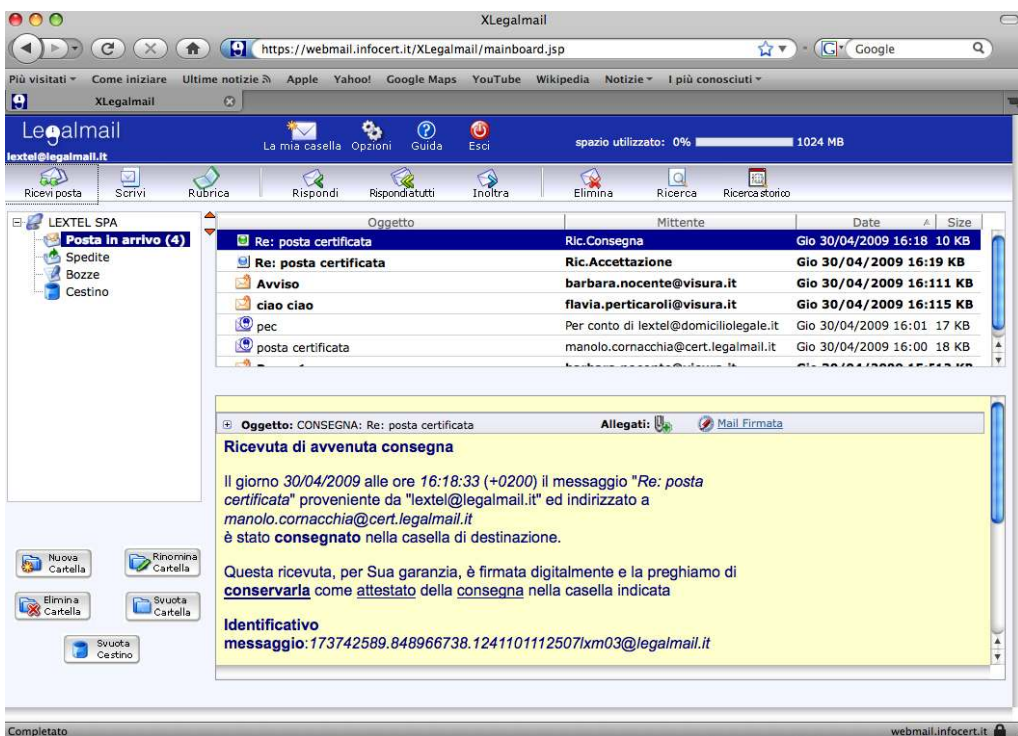 XLegalmail
https://webmail.infocert.it/XLegalmail/mainboard.jsp
Google
Più visitati Come iniziare Ultime notizie Apple Yahoo! Google Maps YouTube Wikipedia Notizie I più conosciuti
XLegalmail
Legalmail
lextel@legalmail.it
La mia casella Opzioni Guida Esci
spazio utilizzato: 0% 1024 MB
Ricevi posta Scrivi Rubrica Rispondi Rispondi a tutti Inoltra Elimina Ricerca Ricerca storico
LEXTEL SPA
Posta in arrivo (4)
Spedite
Bozze
Cestino
Oggetto Mittente Date Size
Re: posta certificata Ric.Consegna Gio 30/04/2009 16:18 10 KB
Re: posta certificata Ric.Accettazione Gio 30/04/2009 16:19 KB
Avviso barbara.nocente@visura.it Gio 30/04/2009 16:111 KB
ciao ciao flavia.perticaroli@visura.it Gio 30/04/2009 16:115 KB
pec Per conto di lextel@domiciliolegale.it Gio 30/04/2009 16:01 17 KB
posta certificata manolo.cornacchia@cert.legalmail.it Gio 30/04/2009 16:00 18 KB
Oggetto: CONSEGNA: Re: posta certificata Allegati: Mail Firmata
Ricevuta di avvenuta consegna
Il giorno 30/04/2009 alle ore 16:18:33 (+0200) il messaggio "Re: posta
certificata" proveniente da "lextel@legalmail.it" ed indirizzato a
manolo.cornacchia@cert.legalmail.it
è stato consegnato nella casella di destinazione.
Questa ricevuta, per Sua garanzia, è firmata digitalmente e la preghiamo di
conservarla come attestato della consegna nella casella indicata
Identificativo
messaggio:173742589.848966738.1241101112507lxm03@legalmail.it
Nuova Cartella
Rinomina Cartella
Elimina Cartella
Svuota Cartella
Svuota Cestino
Completato webmail.infocert.it